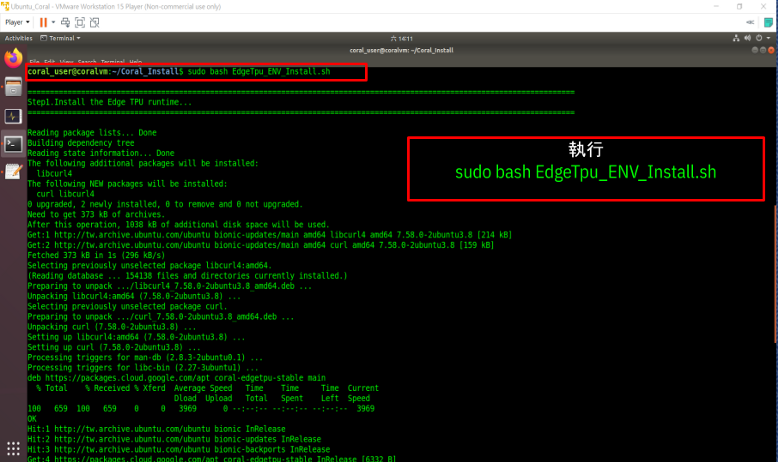 Ubuntu_Coral - VMware Workstation 15 Player (Non-commercial use only)
Player
Activities
Terminal
六 16:11
coral_user@coralvm: ~/Coral_Install
File Edit View Search Terminal Help
coral_user@coralvm:~/Coral_Install$ sudo bash EdgeTpu_ENV_Install.sh
================================================================================
Step1.Install the Edge TPU runtime...
================================================================================
Reading package lists... Done
Building dependency tree
Reading state information... Done
The following additional packages will be installed:
libcurl4
The following NEW packages will be installed:
curl libcurl4
0 upgraded, 2 newly installed, 0 to remove and 0 not upgraded.
Need to get 373 kB of archives.
After this operation, 1038 kB of additional disk space will be used.
Get:1 http://tw.archive.ubuntu.com/ubuntu bionic-updates/main amd64 libcurl4 amd64 7.58.0-2ubuntu3.8 [214 kB]
Get:2 http://tw.archive.ubuntu.com/ubuntu bionic-updates/main amd64 curl amd64 7.58.0-2ubuntu3.8 [159 kB]
Fetched 373 kB in 1s (296 kB/s)
Selecting previously unselected package libcurl4:amd64.
(Reading database ... 154138 files and directories currently installed.)
Preparing to unpack .../libcurl4_7.58.0-2ubuntu3.8_amd64.deb ...
Unpacking libcurl4:amd64 (7.58.0-2ubuntu3.8) ...
Selecting previously unselected package curl.
Preparing to unpack .../curl_7.58.0-2ubuntu3.8_amd64.deb ...
Unpacking curl (7.58.0-2ubuntu3.8) ...
Setting up libcurl4:amd64 (7.58.0-2ubuntu3.8) ...
Setting up curl (7.58.0-2ubuntu3.8) ...
Processing triggers for man-db (2.8.3-2ubuntu0.1) ...
Processing triggers for libc-bin (2.27-3ubuntu1) ...
deb https://packages.cloud.google.com/apt coral-edgetpu-stable main
% Total % Received % Xferd Average Speed Time Time Time Current
Dload Upload Total Spent Left Speed
100 659 100 659 0 0 3969 0 --:--:-- --:--:-- --:--:-- 3969
OK
Hit:1 http://tw.archive.ubuntu.com/ubuntu bionic InRelease
Hit:2 http://tw.archive.ubuntu.com/ubuntu bionic-updates InRelease
Hit:3 http://tw.archive.ubuntu.com/ubuntu bionic-backports InRelease
Get:4 https://packages.cloud.google.com/apt coral-edgetpu-stable InRelease [6332 B]
執行
sudo bash EdgeTpu_ENV_Install.sh